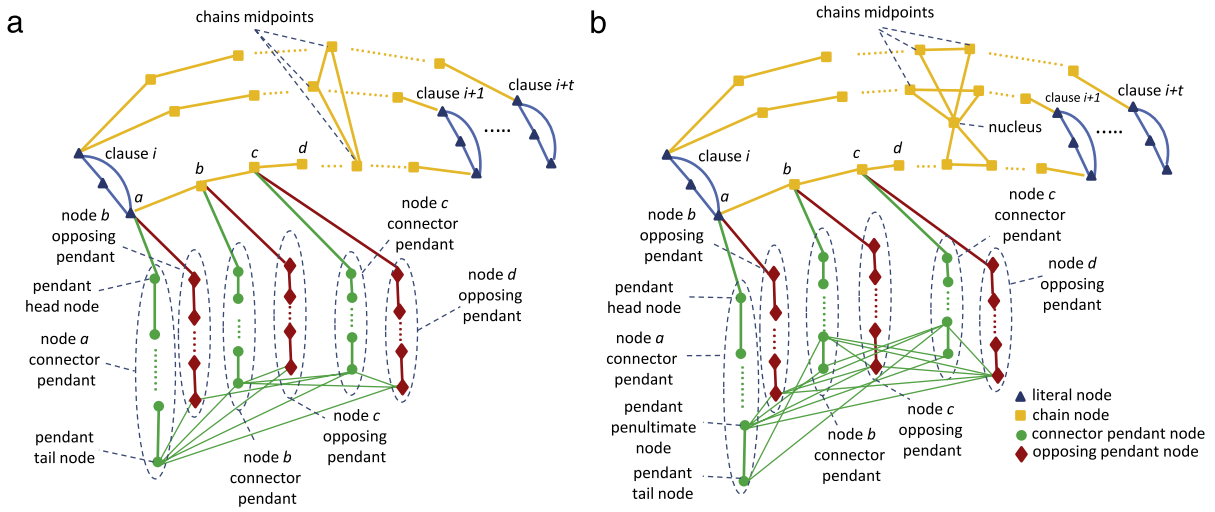 a
chains midpoints
clause i+1
clause i+t
clause i
a
b
c
d
node b
opposing
pendant
node c
connector
pendant
node d
opposing
pendant
pendant
head node
node a
connector
pendant
pendant
tail node
node b
connector
pendant
node c
opposing
pendant
b
chains midpoints
clause i+1
clause i+t
nucleus
clause i
a
b
c
d
node b
opposing
pendant
node c
connector
pendant
node d
opposing
pendant
pendant
head node
node a
connector
pendant
pendant
penultimate
node
pendant
tail node
node b
connector
pendant
node c
opposing
pendant
literal node
chain node
connector pendant node
opposing pendant node